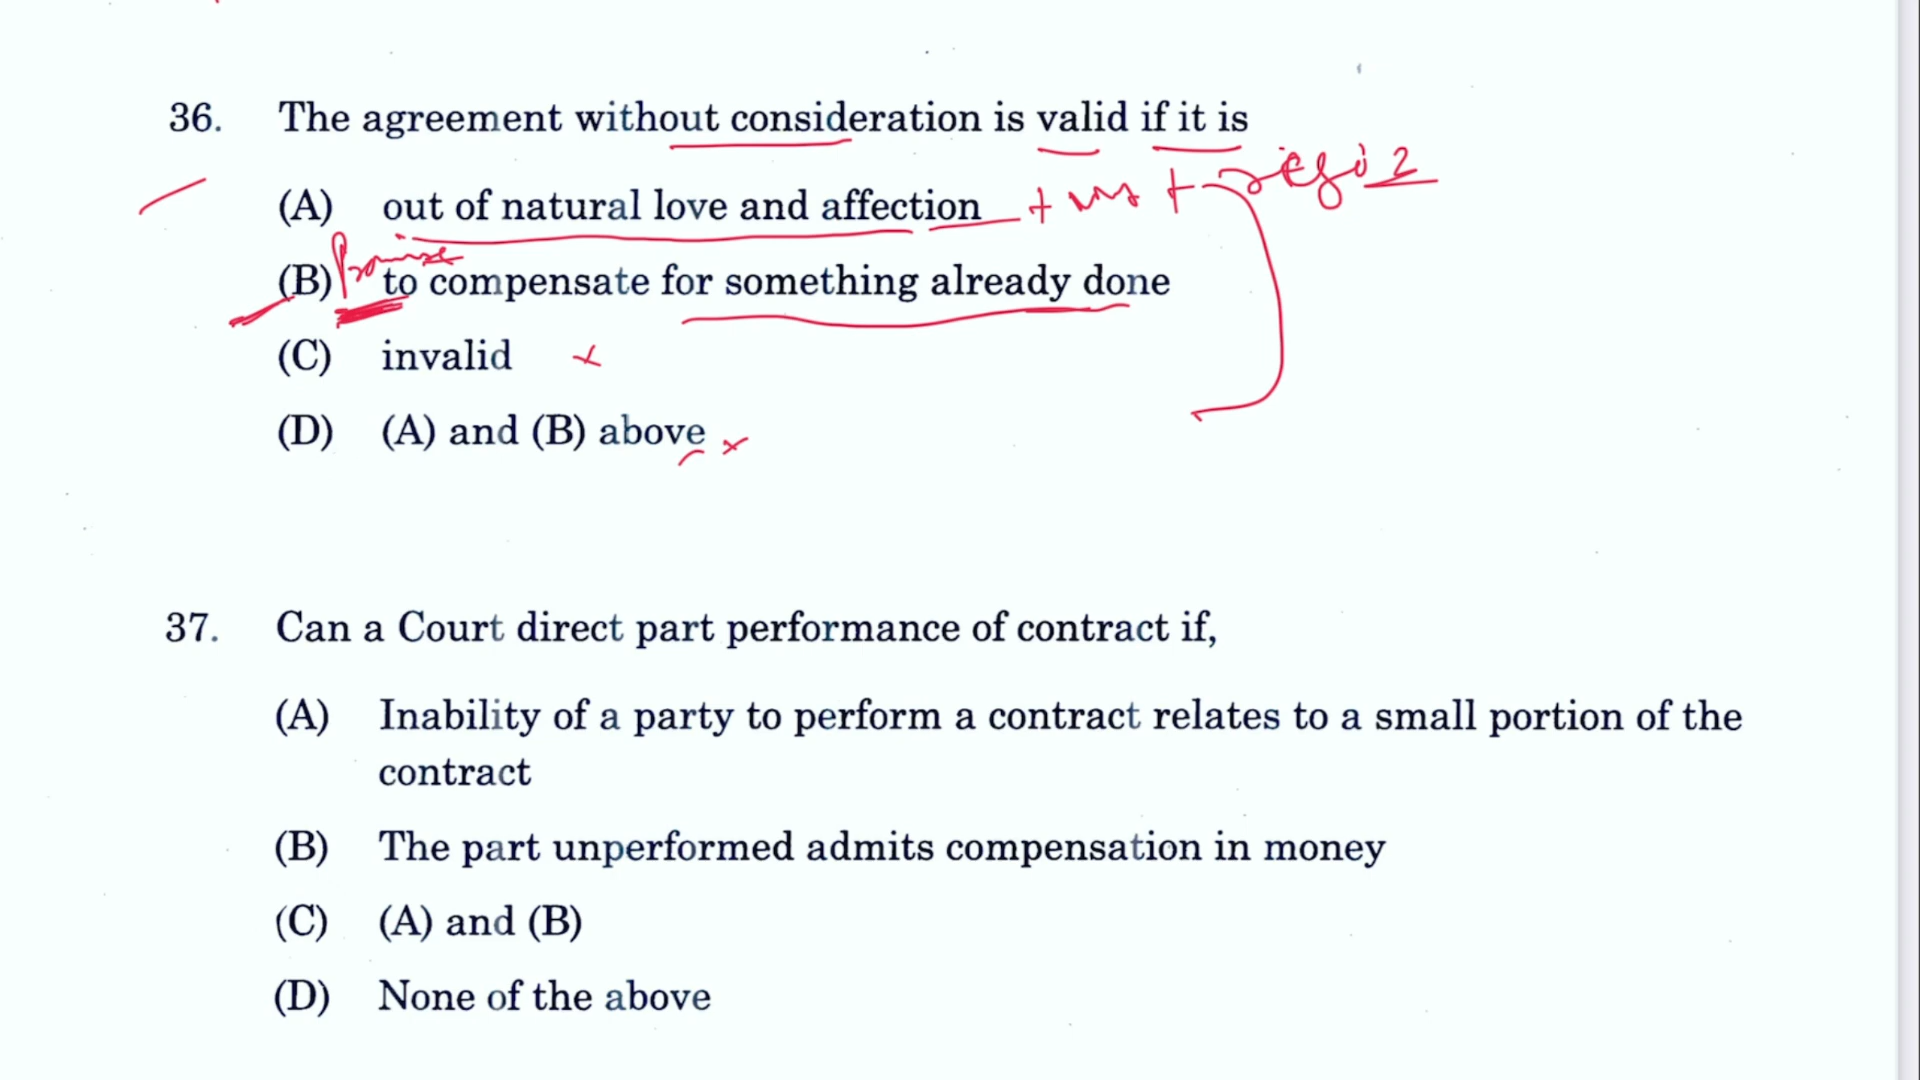 36. The agreement without consideration is valid if it is
(A) out of natural love and affection
Promise
(B) to compensate for something already done
(C) invalid
(D) (A) and (B) above
37. Can a Court direct part performance of contract if,
(A) Inability of a party to perform a contract relates to a small portion of the
contract
(B) The part unperformed admits compensation in money
(C) (A) and (B)
(D) None of the above